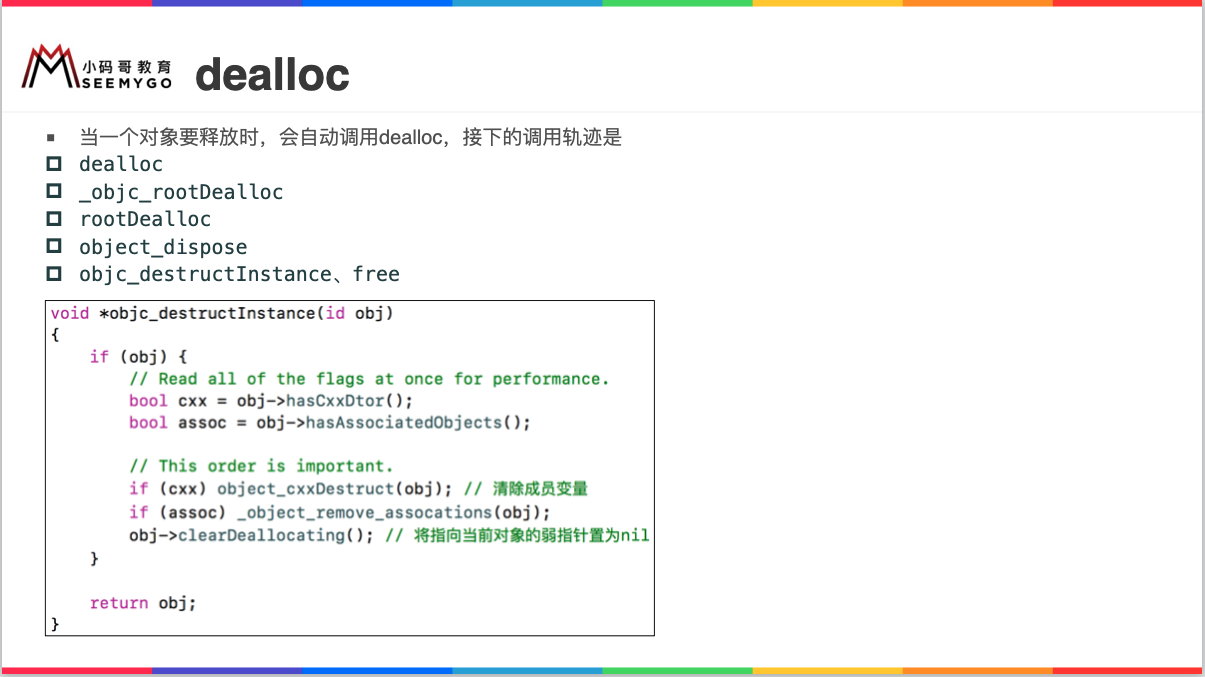 小码哥教育
SEEMYGO
dealloc
当一个对象要释放时，会自动调用dealloc，接下的调用轨迹是
dealloc
_objc_rootDealloc
rootDealloc
object_dispose
objc_destructInstance、free
void *objc_destructInstance(id obj)
{
    if (obj) {
        // Read all of the flags at once for performance.
        bool cxx = obj->hasCxxDtor();
        bool assoc = obj->hasAssociatedObjects();

        // This order is important.
        if (cxx) object_cxxDestruct(obj); // 清除成员变量
        if (assoc) _object_remove_assocations(obj);
        obj->clearDeallocating(); // 将指向当前对象的弱指针置为nil
    }

    return obj;
}